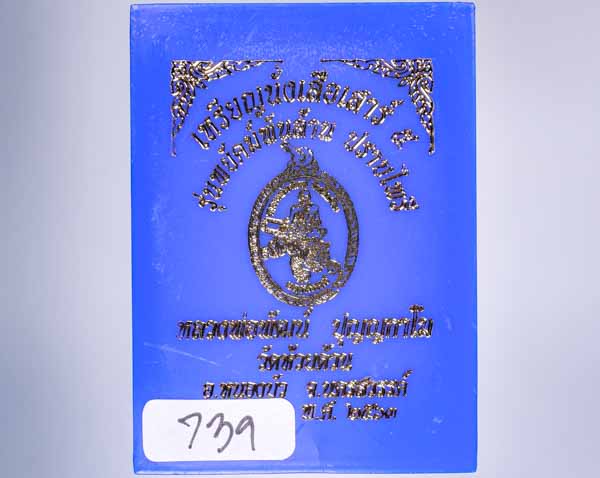 เหรียญนั่งเสือเสาร์ ๕
รุ่นพยัคฆ์พันล้าน ปราบไพรี
หลวงพ่อพัฒน์ ปุญฺญกาโม
วัดห้วยด้วน
อ.หนองบัว จ.นครสวรรค์
พ.ศ. ๒๕๖๓
739